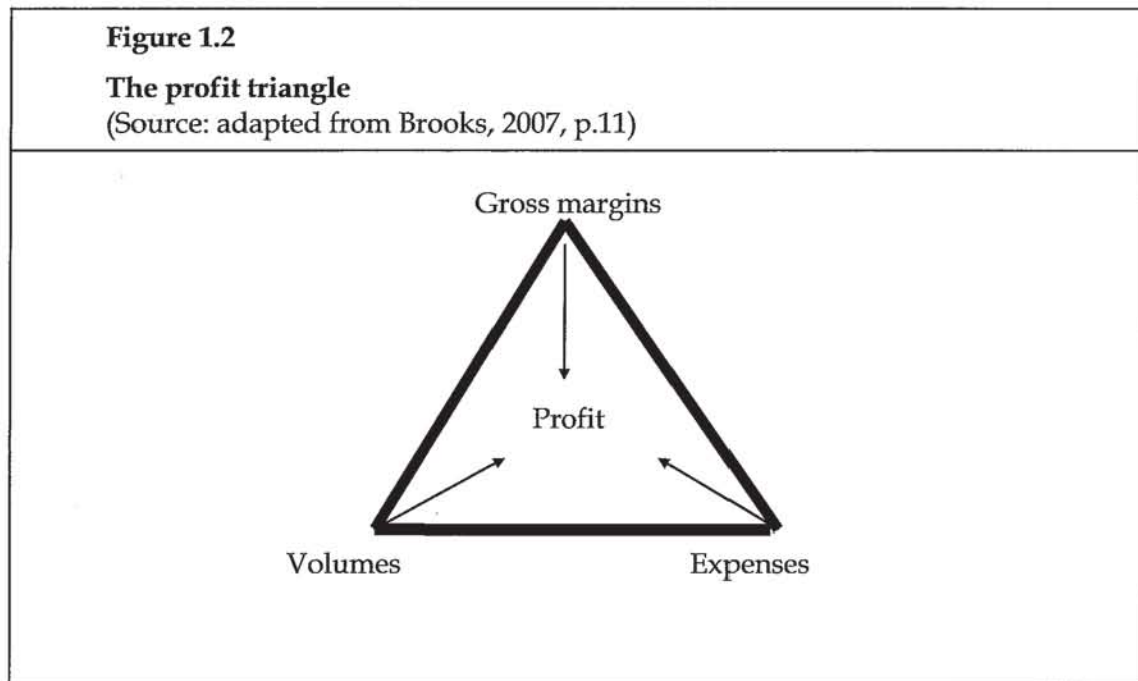 Figure 1.2
The profit triangle
(Source: adapted from Brooks, 2007, p.11)
Gross margins
Profit
Volumes Expenses